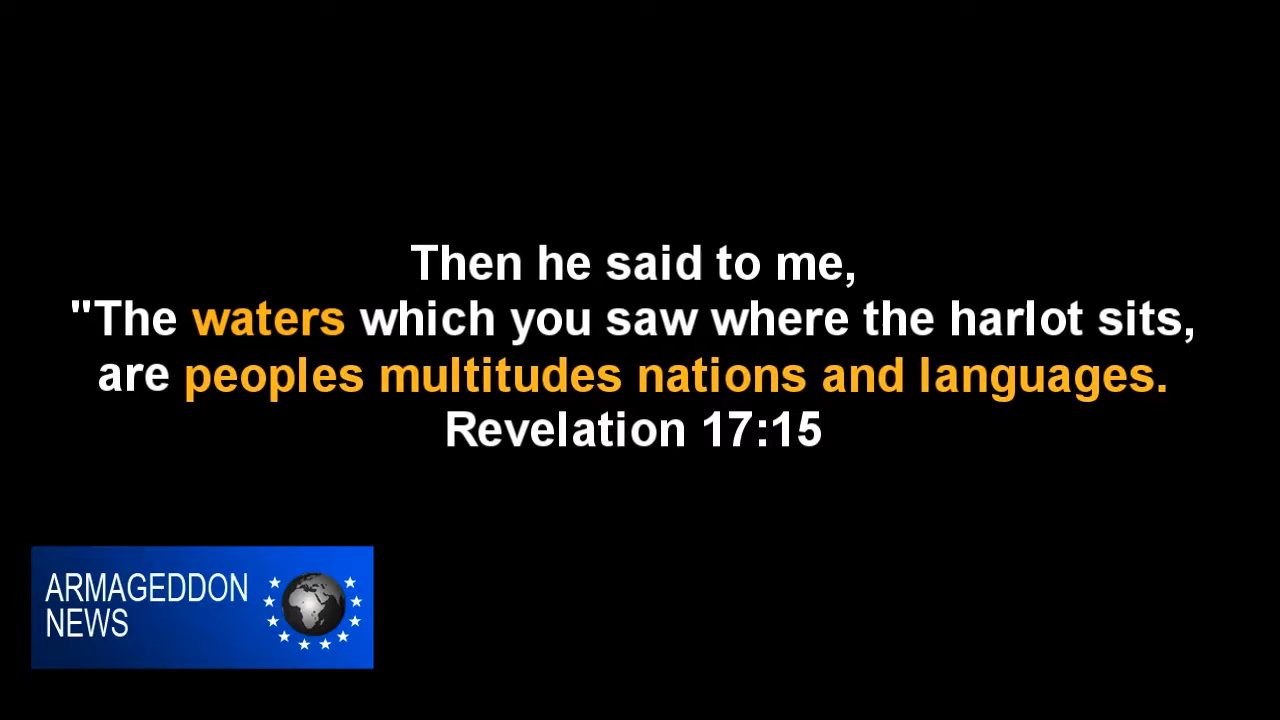 Then he said to me,
"The waters which you saw where the harlot sits,
are peoples multitudes nations and languages.
Revelation 17:15
ARMAGEDDON
NEWS